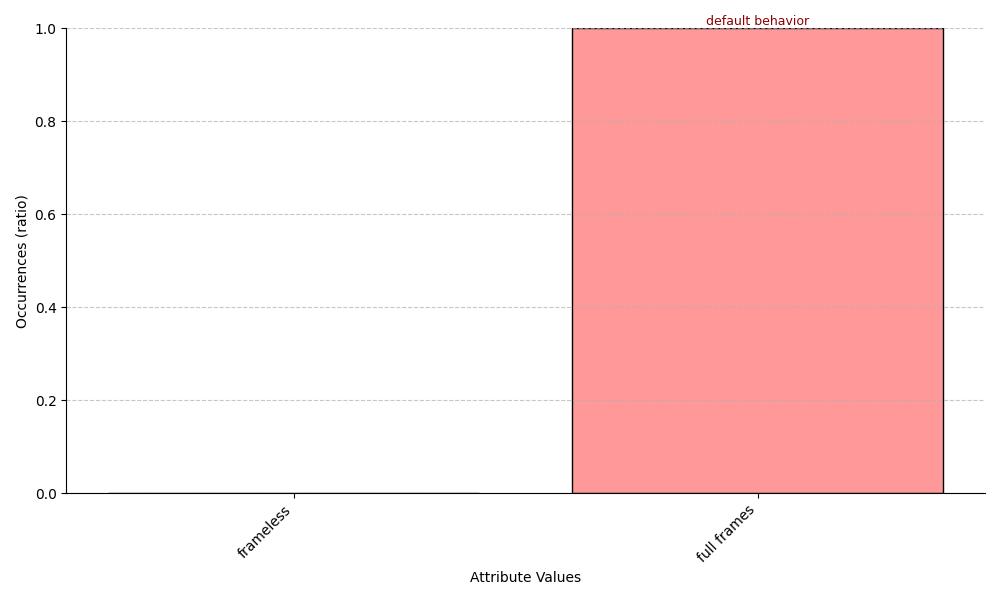 default behavior
1.0
0.8
0.6
0.4
0.2
0.0
Occurrences (ratio)
frameless
full frames
Attribute Values